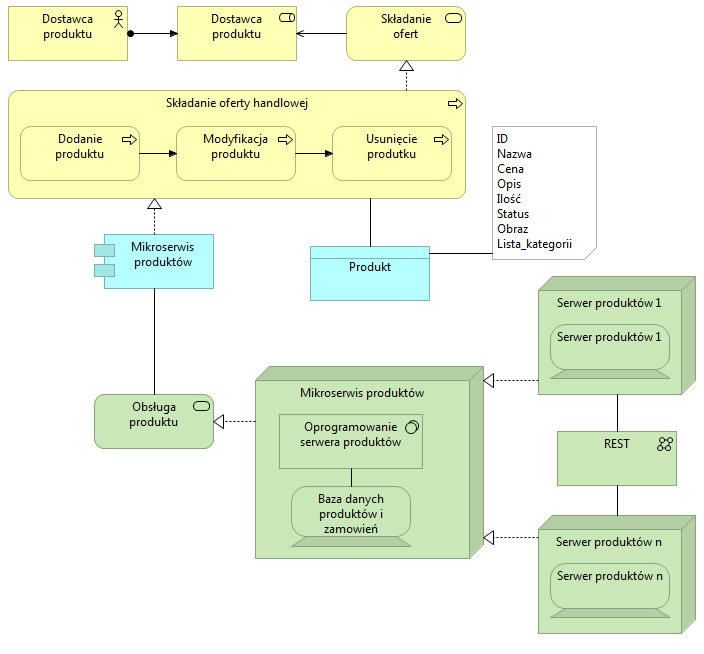 Dostawca
produktu
Dostawca
produktu
Składanie
ofert
Składanie oferty handlowej
Dodanie
produktu
Modyfikacja
produktu
Usunięcie
produtku
ID
Nazwa
Cena
Opis
Ilość
Status
Obraz
Lista_kategorii
Mikroserwis
produktów
Produkt
Serwer produktów 1
Serwer produktów 1
Mikroserwis produktów
Obsługa
produktu
Oprogramowanie
serwera produktów
REST
Baza danych
produktów i
zamowień
Serwer produktów n
Serwer produktów n